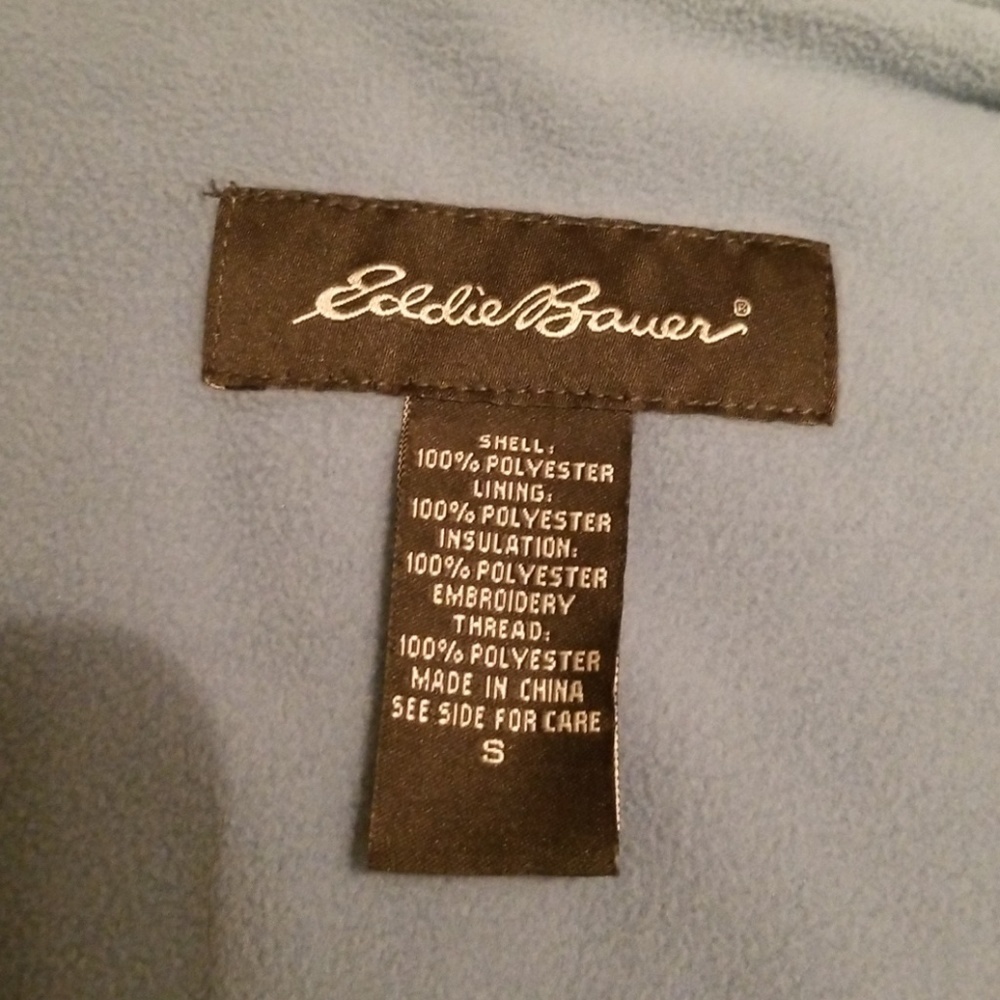 Eddie Bauer®
SHELL:
100% POLYESTER
LINING:
100% POLYESTER
INSULATION:
100% POLYESTER
EMBROIDERY
THREAD:
100% POLYESTER
MADE IN CHINA
SEE SIDE FOR CARE
S